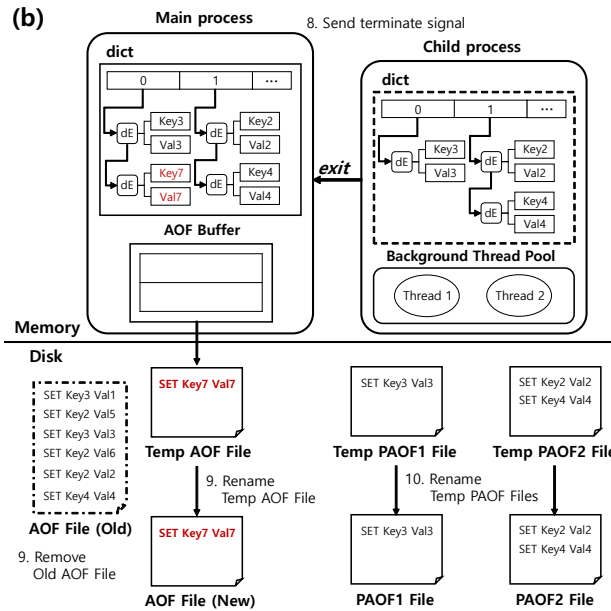 (b)
Main process
8. Send terminate signal
Child process
dict
0
1
...
dE
Key3
Val3
dE
Key2
Val2
dE
Key7
Val7
dE
Key4
Val4
AOF Buffer
exit
dict
0
1
...
dE
Key3
Val3
dE
Key2
Val2
dE
Key4
Val4
Background Thread Pool
Thread 1
Thread 2
Memory
Disk
SET Key3 Val1
SET Key2 Val5
SET Key3 Val3
SET Key2 Val6
SET Key2 Val2
SET Key4 Val4
AOF File (Old)
9. Remove
Old AOF File
SET Key7 Val7
Temp AOF File
9. Rename
Temp AOF File
SET Key7 Val7
AOF File (New)
SET Key3 Val3
Temp PAOF1 File
SET Key2 Val2
SET Key4 Val4
Temp PAOF2 File
10. Rename
Temp PAOF Files
SET Key3 Val3
PAOF1 File
SET Key2 Val2
SET Key4 Val4
PAOF2 File